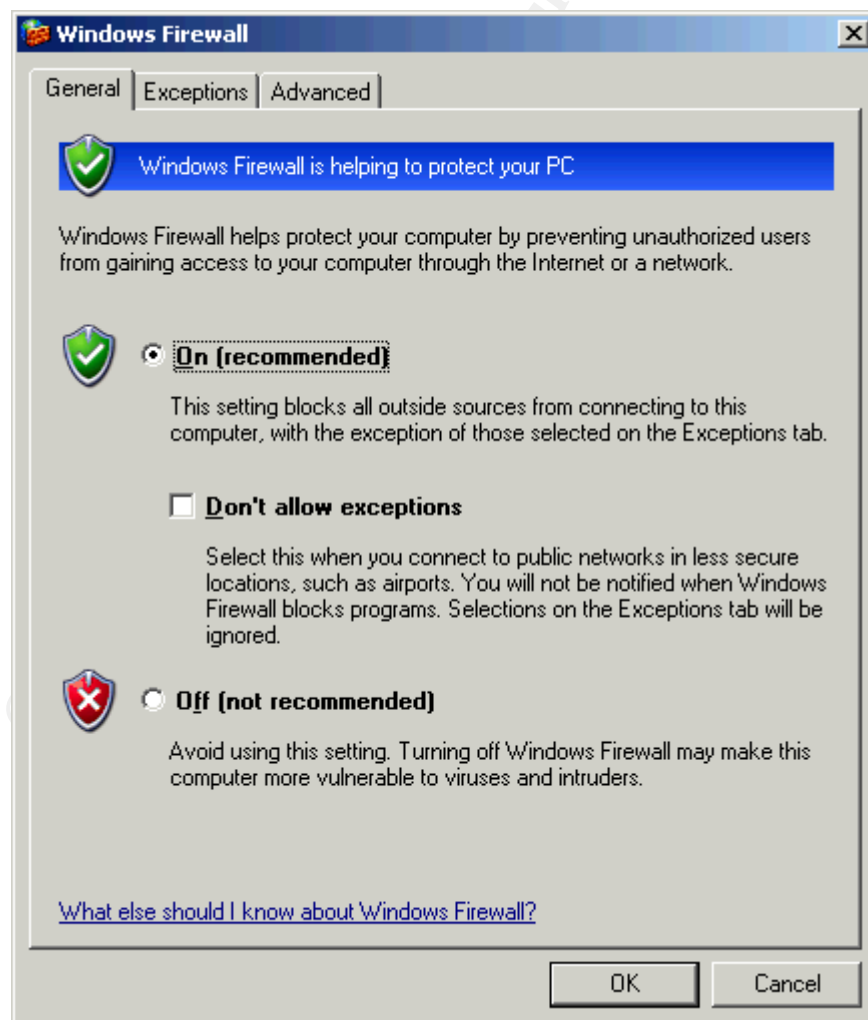 Windows Firewall
General
Exceptions
Advanced
Windows Firewall is helping to protect your PC
Windows Firewall helps protect your computer by preventing unauthorized users
from gaining access to your computer through the Internet or a network.
On (recommended)
This setting blocks all outside sources from connecting to this
computer, with the exception of those selected on the Exceptions tab.
Don't allow exceptions
Select this when you connect to public networks in less secure
locations, such as airports. You will not be notified when Windows
Firewall blocks programs. Selections on the Exceptions tab will be
ignored.
Off (not recommended)
Avoid using this setting. Turning off Windows Firewall may make this
computer more vulnerable to viruses and intruders.
What else should I know about Windows Firewall?
OK
Cancel